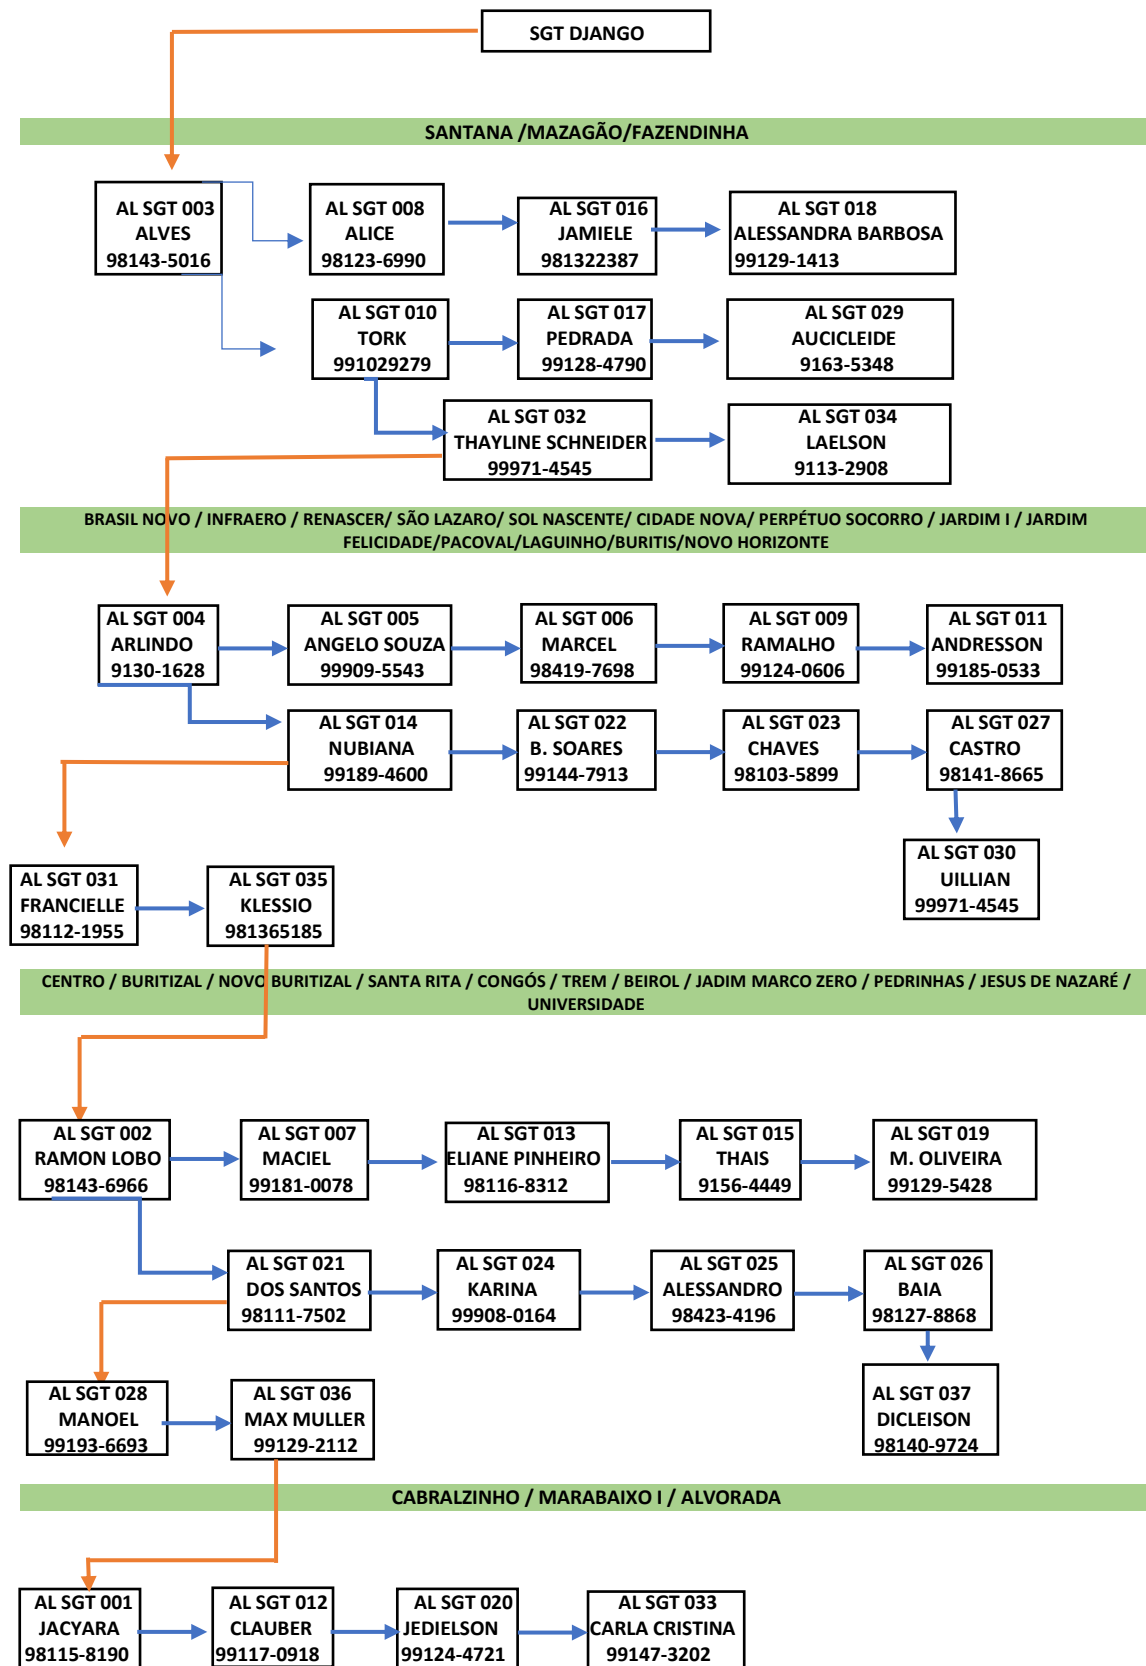 SGT DJANGO
SANTANA /MAZAGÃO/FAZENDINHA
AL SGT 003
ALVES
98143-5016
AL SGT 008
ALICE
98123-6990
AL SGT 016
JAMIELE
981322387
AL SGT 018
ALESSANDRA BARBOSA
99129-1413
AL SGT 010
TORK
991029279
AL SGT 017
PEDRADA
99128-4790
AL SGT 029
AUCICLEIDE
9163-5348
AL SGT 032
THAYLINE SCHNEIDER
99971-4545
AL SGT 034
LAELSON
9113-2908
BRASIL NOVO / INFRAERO / RENASCER/ SÃO LAZARO/ SOL NASCENTE/ CIDADE NOVA/ PERPÉTUO SOCORRO / JARDIM I / JARDIM
FELICIDADE/PACOVAL/LAGUINHO/BURITIS/NOVO HORIZONTE
AL SGT 004
ARLINDO
9130-1628
AL SGT 005
ANGELO SOUZA
99909-5543
AL SGT 006
MARCEL
98419-7698
AL SGT 009
RAMALHO
99124-0606
AL SGT 011
ANDRESSON
99185-0533
AL SGT 014
NUBIANA
99189-4600
AL SGT 022
B. SOARES
99144-7913
AL SGT 023
CHAVES
98103-5899
AL SGT 027
CASTRO
98141-8665
AL SGT 030
UILLIAN
99971-4545
AL SGT 031
FRANCIELLE
98112-1955
AL SGT 035
KLESSIO
981365185
CENTRO / BURITIZAL / NOVO BURITIZAL / SANTA RITA / CONGÓS / TREM / BEIROL / JADIM MARCO ZERO / PEDRINHAS / JESUS DE NAZARÉ /
UNIVERSIDADE
AL SGT 002
RAMON LOBO
98143-6966
AL SGT 007
MACIEL
99181-0078
AL SGT 013
ELIANE PINHEIRO
98116-8312
AL SGT 015
THAIS
9156-4449
AL SGT 019
M. OLIVEIRA
99129-5428
AL SGT 021
DOS SANTOS
98111-7502
AL SGT 024
KARINA
99908-0164
AL SGT 025
ALESSANDRO
98423-4196
AL SGT 026
BAIA
98127-8868
AL SGT 037
DICLEISON
98140-9724
AL SGT 028
MANOEL
99193-6693
AL SGT 036
MAX MULLER
99129-2112
CABRALZINHO / MARABAIXO I / ALVORADA
AL SGT 001
JACYARA
98115-8190
AL SGT 012
CLAUBER
99117-0918
AL SGT 020
JEDIELSON
99124-4721
AL SGT 033
CARLA CRISTINA
99147-3202